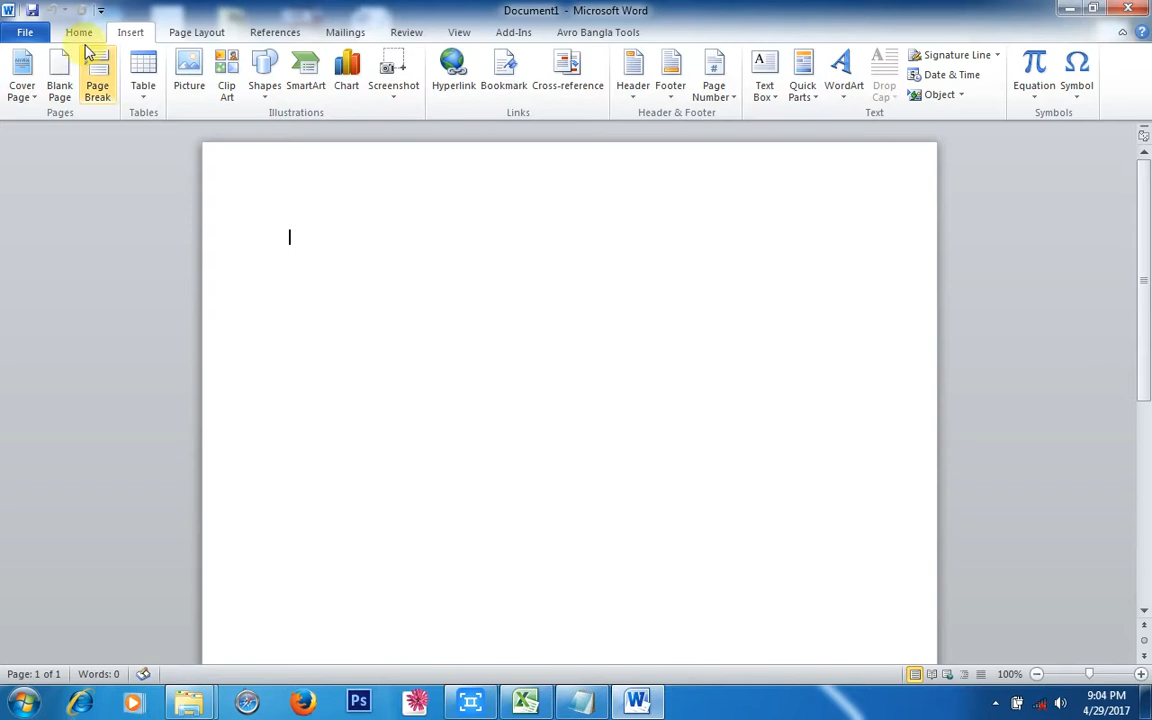 Document1 - Microsoft Word
File Home Insert Page Layout References Mailings Review View Add-Ins Avro Bangla Tools
Cover Page
Blank Page
Page Break
Table
Picture
Clip Art
Shapes
SmartArt
Chart
Screenshot
Hyperlink
Bookmark
Cross-reference
Header
Footer
Page Number
Text Box
Quick Parts
WordArt
Drop Cap
Signature Line
Date & Time
Object
Equation
Symbol
Pages Tables Illustrations Links Header & Footer Text Symbols
Page: 1 of 1 Words: 0 100%
Ps
9:04 PM
4/29/2017